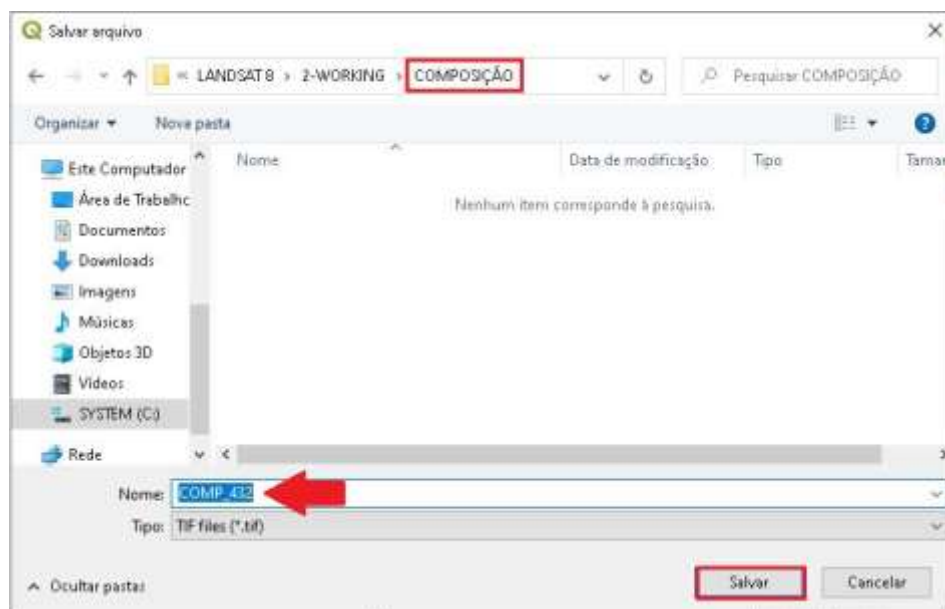 Salvar arquivo
« LANDSAT 8 › 2-WORKING › COMPOSIÇÃO
Pesquisar COMPOSIÇÃO
Organizar
Nova pasta
Nome
Data de modificação
Tipo
Taman
Este Computador
Área de Trabalhc
Documentos
Downloads
Imagens
Músicas
Objetos 3D
Vídeos
SYSTEM (C:)
Rede
Nenhum item corresponde à pesquisa.
Nome: COMP_432
Tipo: TIF files (*.tif)
Ocultar pastas
Salvar
Cancelar